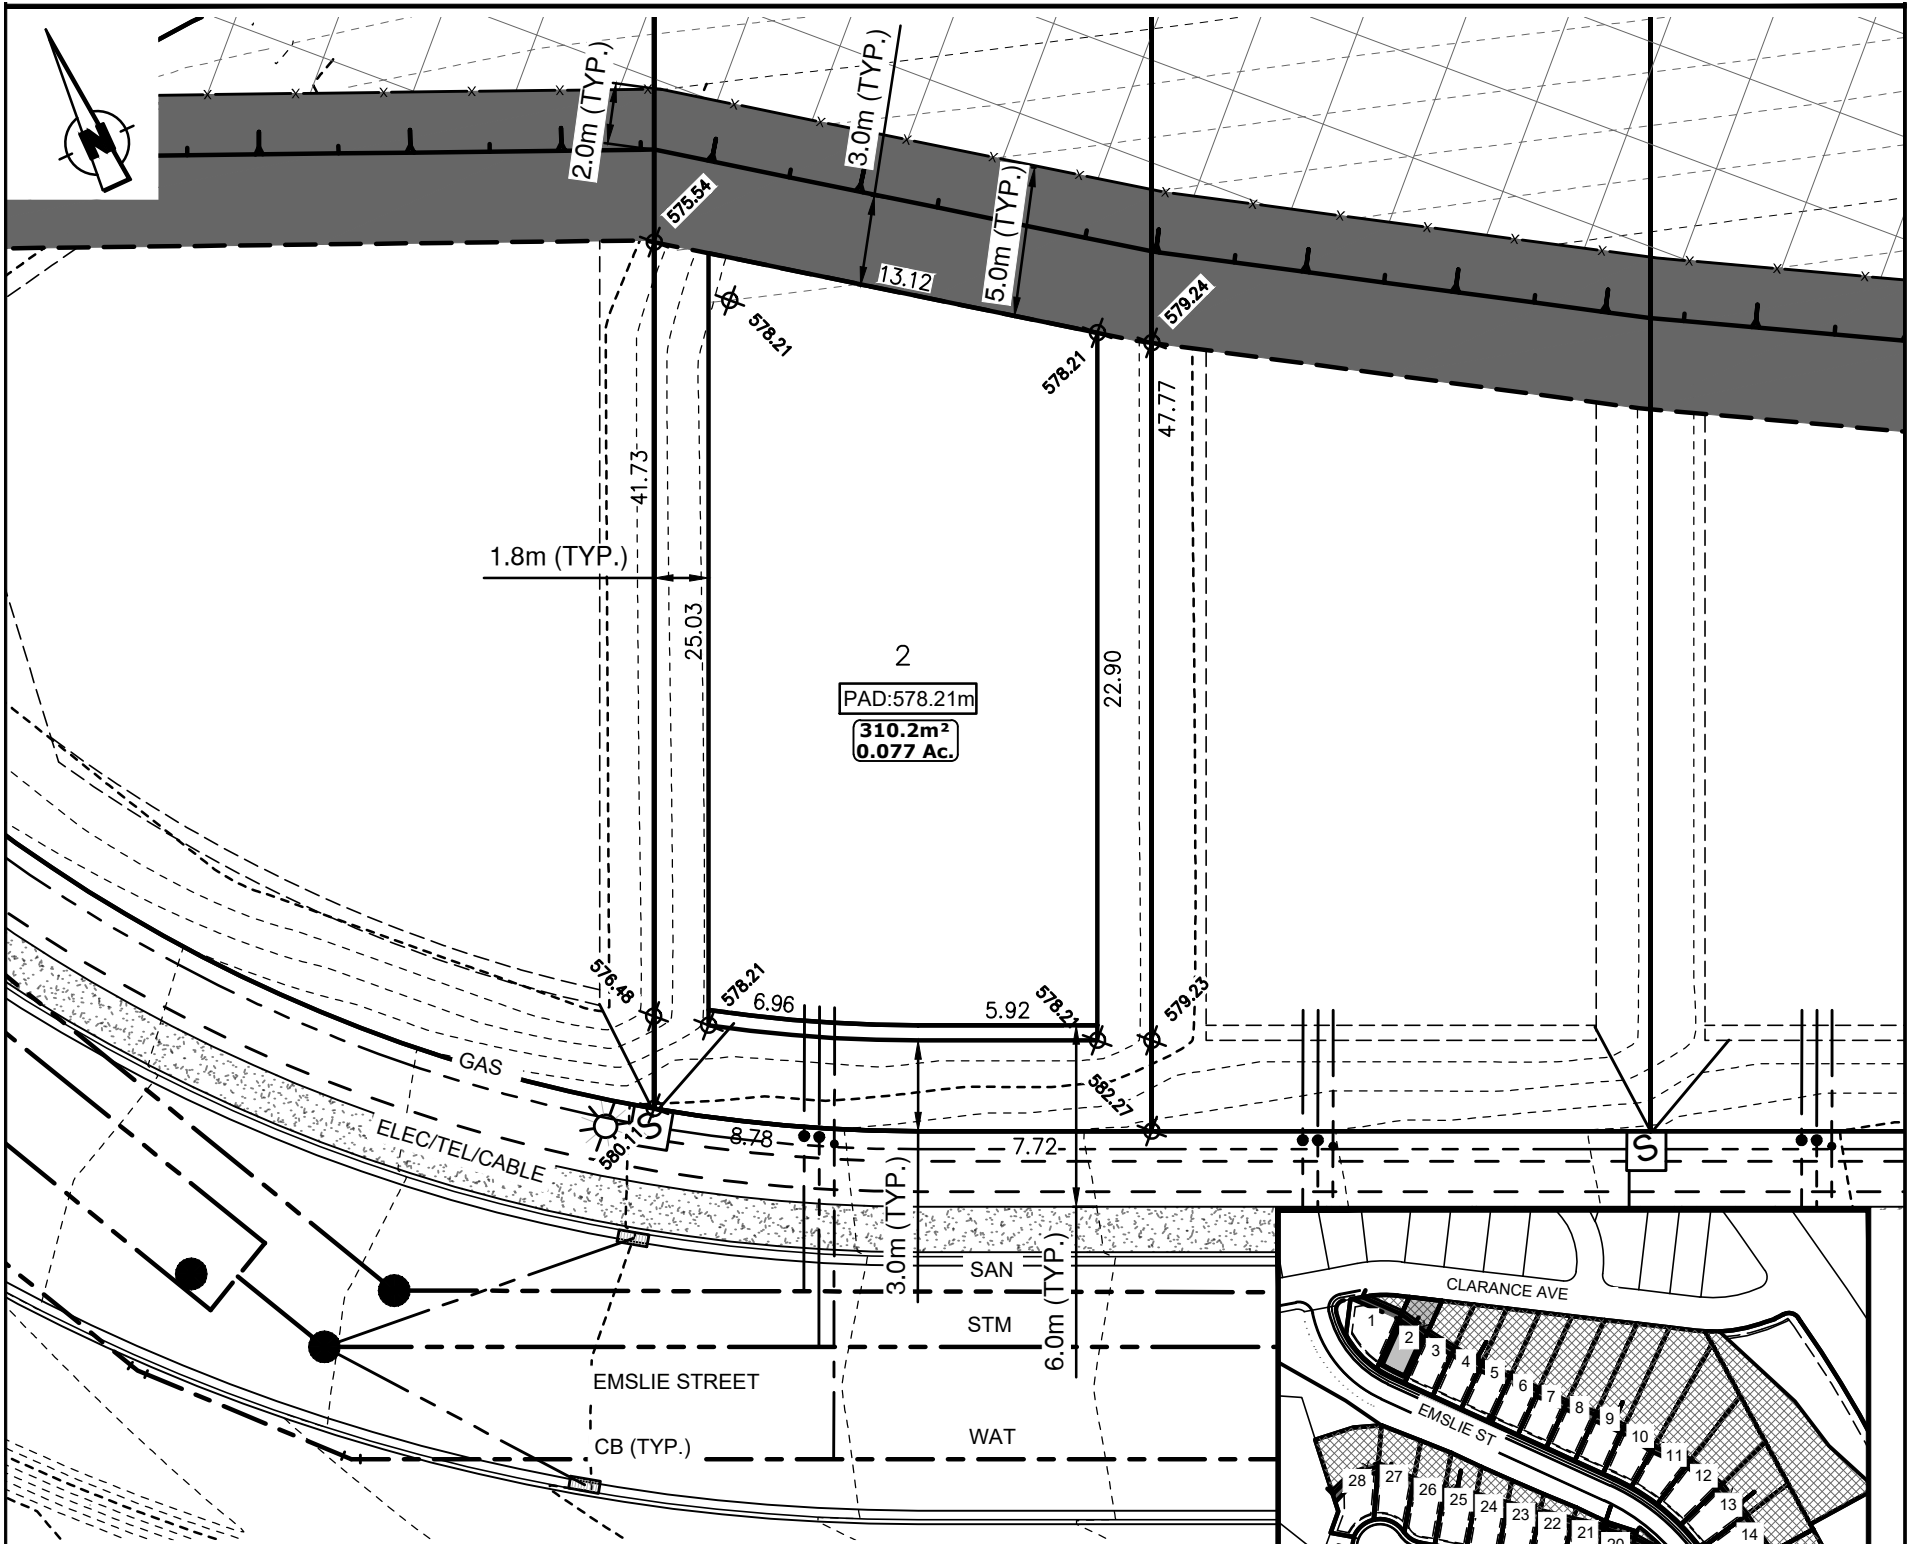 N
2.0m (TYP.)
3.0m (TYP.)
5.0m (TYP.)
575.54
13.12
579.24
578.21
578.21
47.77
41.73
1.8m (TYP.)
25.03
2
PAD:578.21m
310.2m²
0.077 Ac.
22.90
576.48
578.21
6.96
5.92
578.21
579.23
582.27
GAS
S
580.11
8.78
7.72
S
ELEC/TEL/CABLE
3.0m (TYP.)
6.0m (TYP.)
SAN
STM
EMSLIE STREET
CB (TYP.)
WAT
CLARANCE AVE
1
2
3
4
5
6
7
8
9
10
11
12
13
14
EMSLIE ST
28
27
26
25
24
23
22
21
20